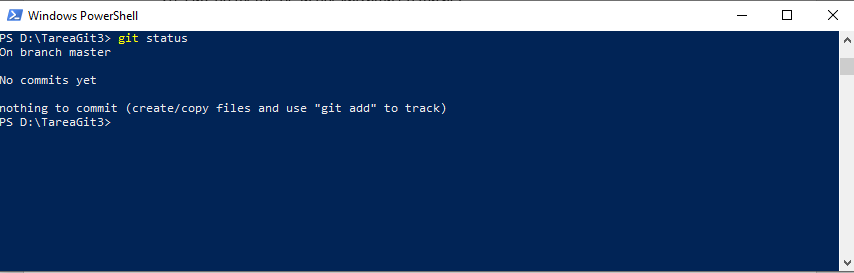 Windows PowerShell
PS D:\TareaGit3> git status
On branch master
No commits yet
nothing to commit (create/copy files and use "git add" to track)
PS D:\TareaGit3>